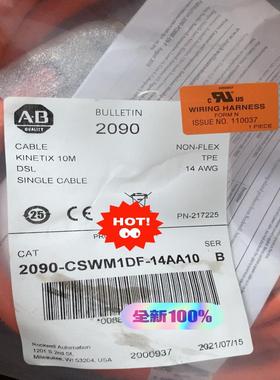 c UL us
WIRING HARNESS
FORM N
ISSUE NO. 110037
1 PIECE
A-B
QUALITY
BULLETIN
2090
CABLE NON-FLEX
KINETIX 10M TPE
DSL 14 AWG
SINGLE CABLE
25
PN-217225
HOT!
CAT SER
2090-CSWM1DF-14AA10 B
全新100%
Rockwell Automation
1201 S 2nd St.
Milwaukee, WI 53204, USA
2000937
2021/07/15